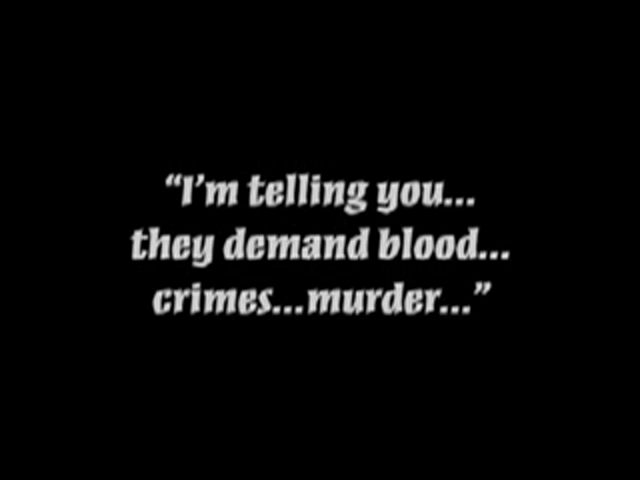 “I’m telling you...
they demand blood...
crimes...murder...”